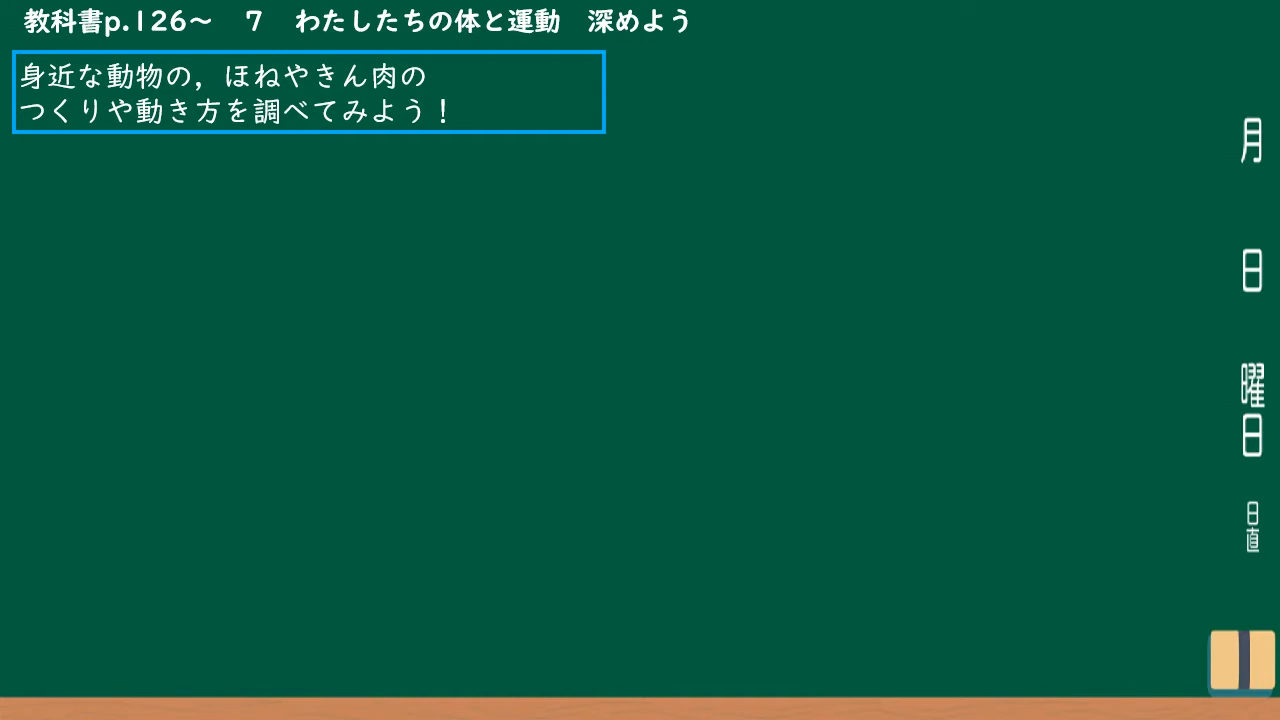 教科書p.126～　7　わたしたちの体と運動　深めよう
身近な動物の，ほねやきん肉の
つくりや動き方を調べてみよう！
月
日
曜日
日直